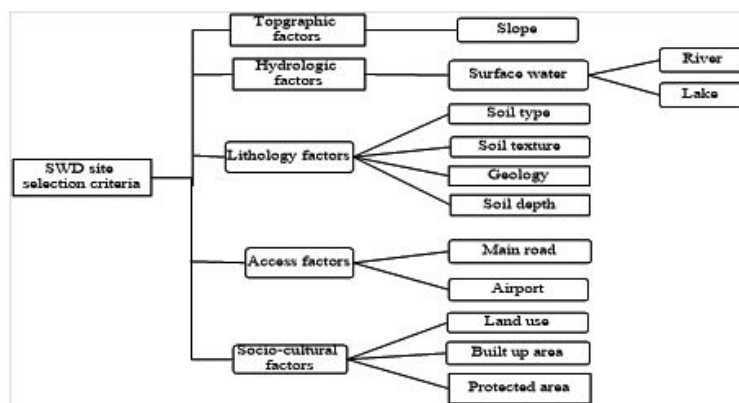 Topgraphic
factors
Slope
Hydrologic
factors
Surface water
River
Lake
Soil type
Lithology factors
Soil texture
Geology
Soil depth
SWD site
selection criteria
Main road
Access factors
Airport
Land use
Socio-cultural
factors
Built up area
Protected area